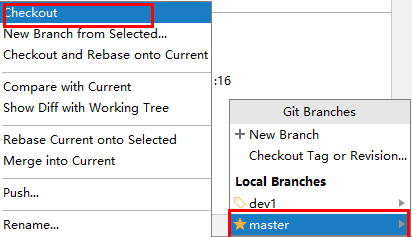 Checkout
New Branch from Selected...
Checkout and Rebase onto Current
Compare with Current
Show Diff with Working Tree
Rebase Current onto Selected
Merge into Current
Push...
Rename...
:16
Git Branches
New Branch
Checkout Tag or Revision...
Local Branches
dev1
master